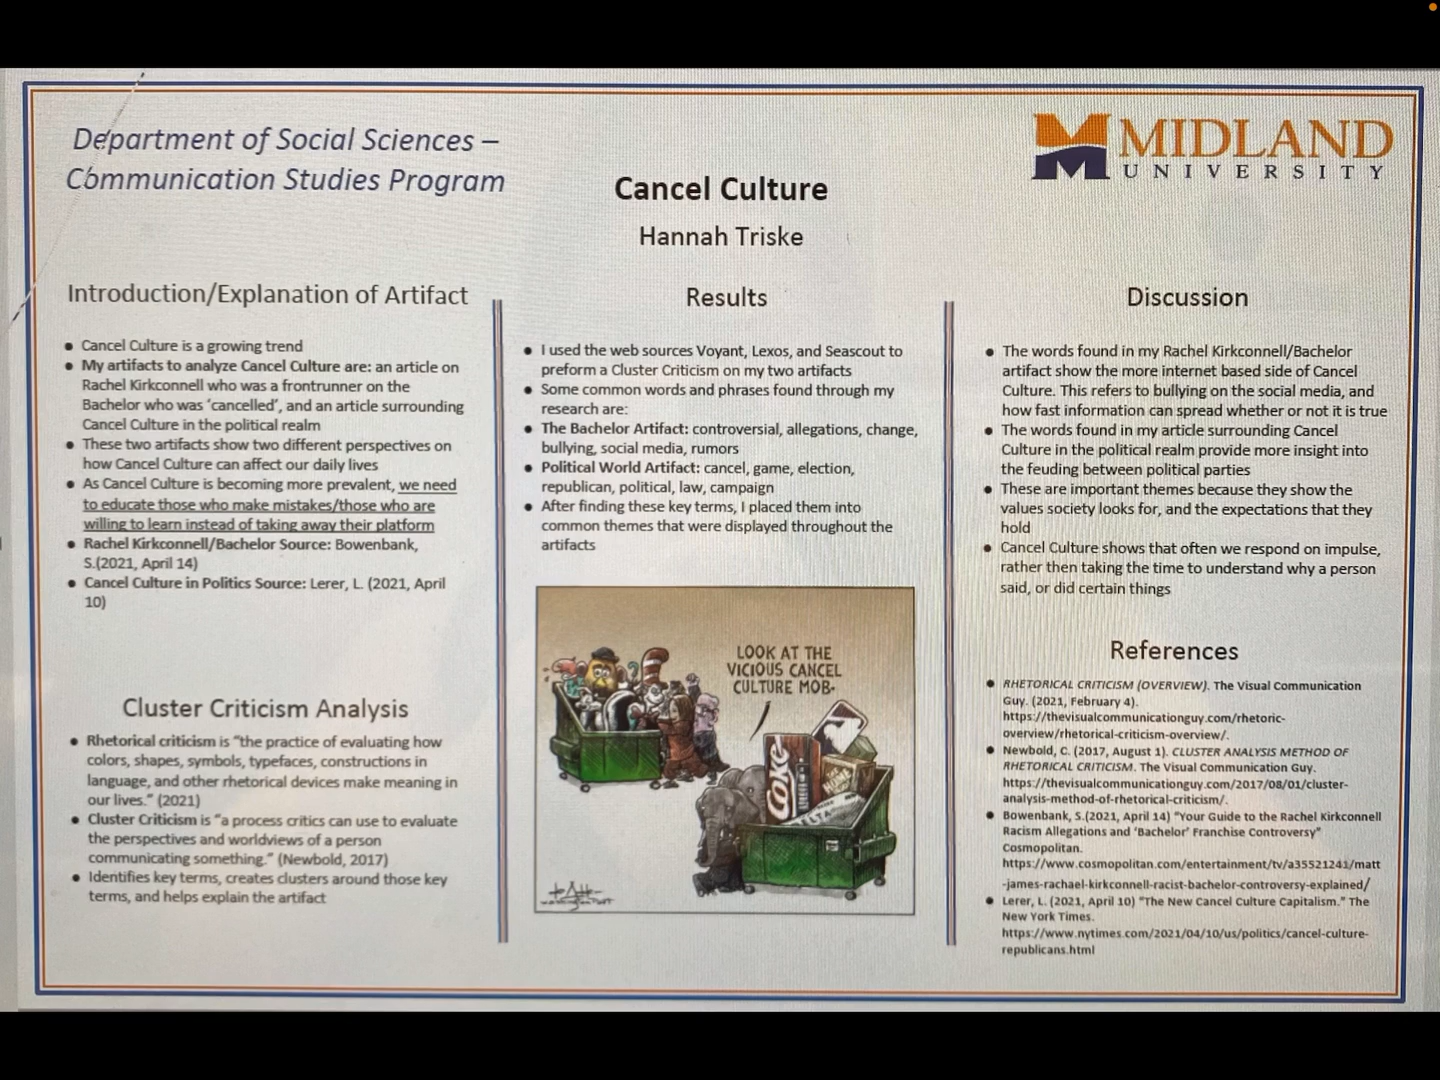 Department of Social Sciences –
Communication Studies Program
MIDLAND
UNIVERSITY
Cancel Culture
Hannah Triske
Introduction/Explanation of Artifact
● Cancel Culture is a growing trend
● My artifacts to analyze Cancel Culture are: an article on
Rachel Kirkconnell who was a frontrunner on the
Bachelor who was ‘cancelled’, and an article surrounding
Cancel Culture in the political realm
● These two artifacts show two different perspectives on
how Cancel Culture can affect our daily lives
● As Cancel Culture is becoming more prevalent, we need
to educate those who make mistakes/those who are
willing to learn instead of taking away their platform
● Rachel Kirkconnell/Bachelor Source: Bowenbank,
S.(2021, April 14)
● Cancel Culture in Politics Source: Lerer, L. (2021, April
10)
Cluster Criticism Analysis
● Rhetorical criticism is “the practice of evaluating how
colors, shapes, symbols, typefaces, constructions in
language, and other rhetorical devices make meaning in
our lives.” (2021)
● Cluster Criticism is “a process critics can use to evaluate
the perspectives and worldviews of a person
communicating something.” (Newbold, 2017)
● Identifies key terms, creates clusters around those key
terms, and helps explain the artifact
Results
● I used the web sources Voyant, Lexos, and Seascout to
preform a Cluster Criticism on my two artifacts
● Some common words and phrases found through my
research are:
● The Bachelor Artifact: controversial, allegations, change,
bullying, social media, rumors
● Political World Artifact: cancel, game, election,
republican, political, law, campaign
● After finding these key terms, I placed them into
common themes that were displayed throughout the
artifacts
LOOK AT THE
VICIOUS CANCEL
CULTURE MOB.
COKE
DELTA
Discussion
● The words found in my Rachel Kirkconnell/Bachelor
artifact show the more internet based side of Cancel
Culture. This refers to bullying on the social media, and
how fast information can spread whether or not it is true
● The words found in my article surrounding Cancel
Culture in the political realm provide more insight into
the feuding between political parties
● These are important themes because they show the
values society looks for, and the expectations that they
hold
● Cancel Culture shows that often we respond on impulse,
rather then taking the time to understand why a person
said, or did certain things
References
● RHETORICAL CRITICISM (OVERVIEW). The Visual Communication
Guy. (2021, February 4).
https://thevisualcommunicationguy.com/rhetoric-
overview/rhetorical-criticism-overview/.
● Newbold, C. (2017, August 1). CLUSTER ANALYSIS METHOD OF
RHETORICAL CRITICISM. The Visual Communication Guy.
https://thevisualcommunicationguy.com/2017/08/01/cluster-
analysis-method-of-rhetorical-criticism/.
● Bowenbank, S.(2021, April 14) “Your Guide to the Rachel Kirkconnell
Racism Allegations and ‘Bachelor’ Franchise Controversy”
Cosmopolitan.
https://www.cosmopolitan.com/entertainment/tv/a35521241/matt
-james-rachael-kirkconnell-racist-bachelor-controversy-explained/
● Lerer, L. (2021, April 10) “The New Cancel Culture Capitalism.” The
New York Times.
https://www.nytimes.com/2021/04/10/us/politics/cancel-culture-
republicans.html